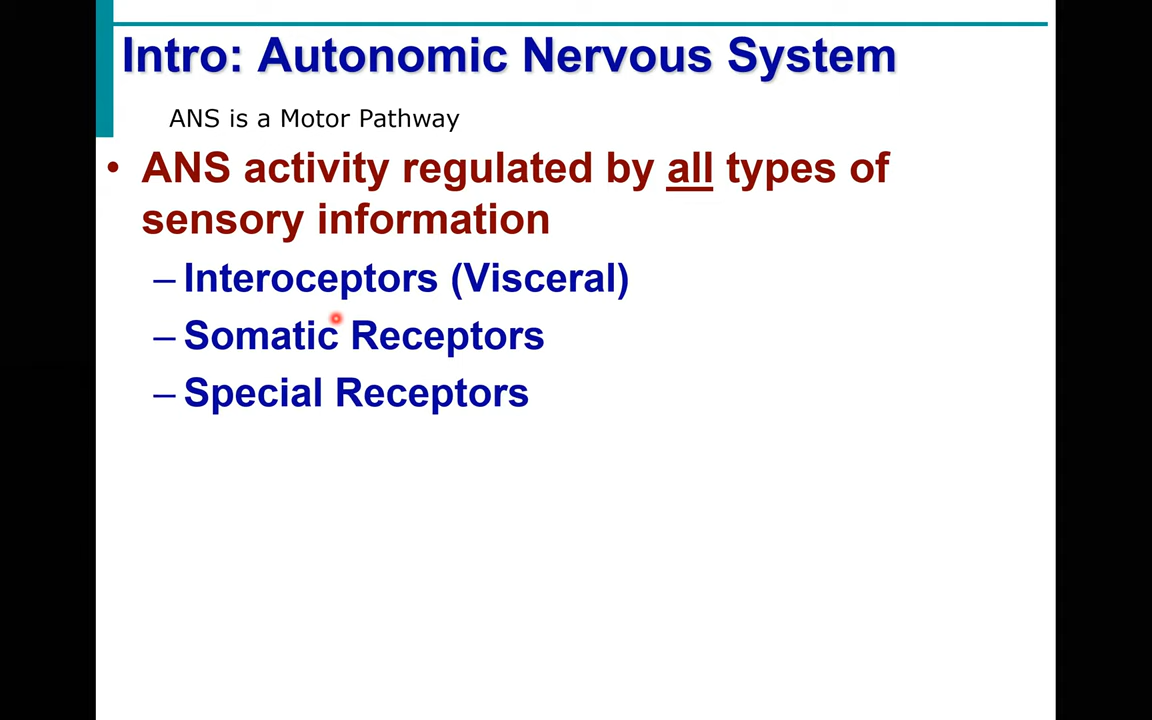 Intro: Autonomic Nervous System
ANS is a Motor Pathway
• ANS activity regulated by all types of
sensory information
– Interoceptors (Visceral)
– Somatic Receptors
– Special Receptors